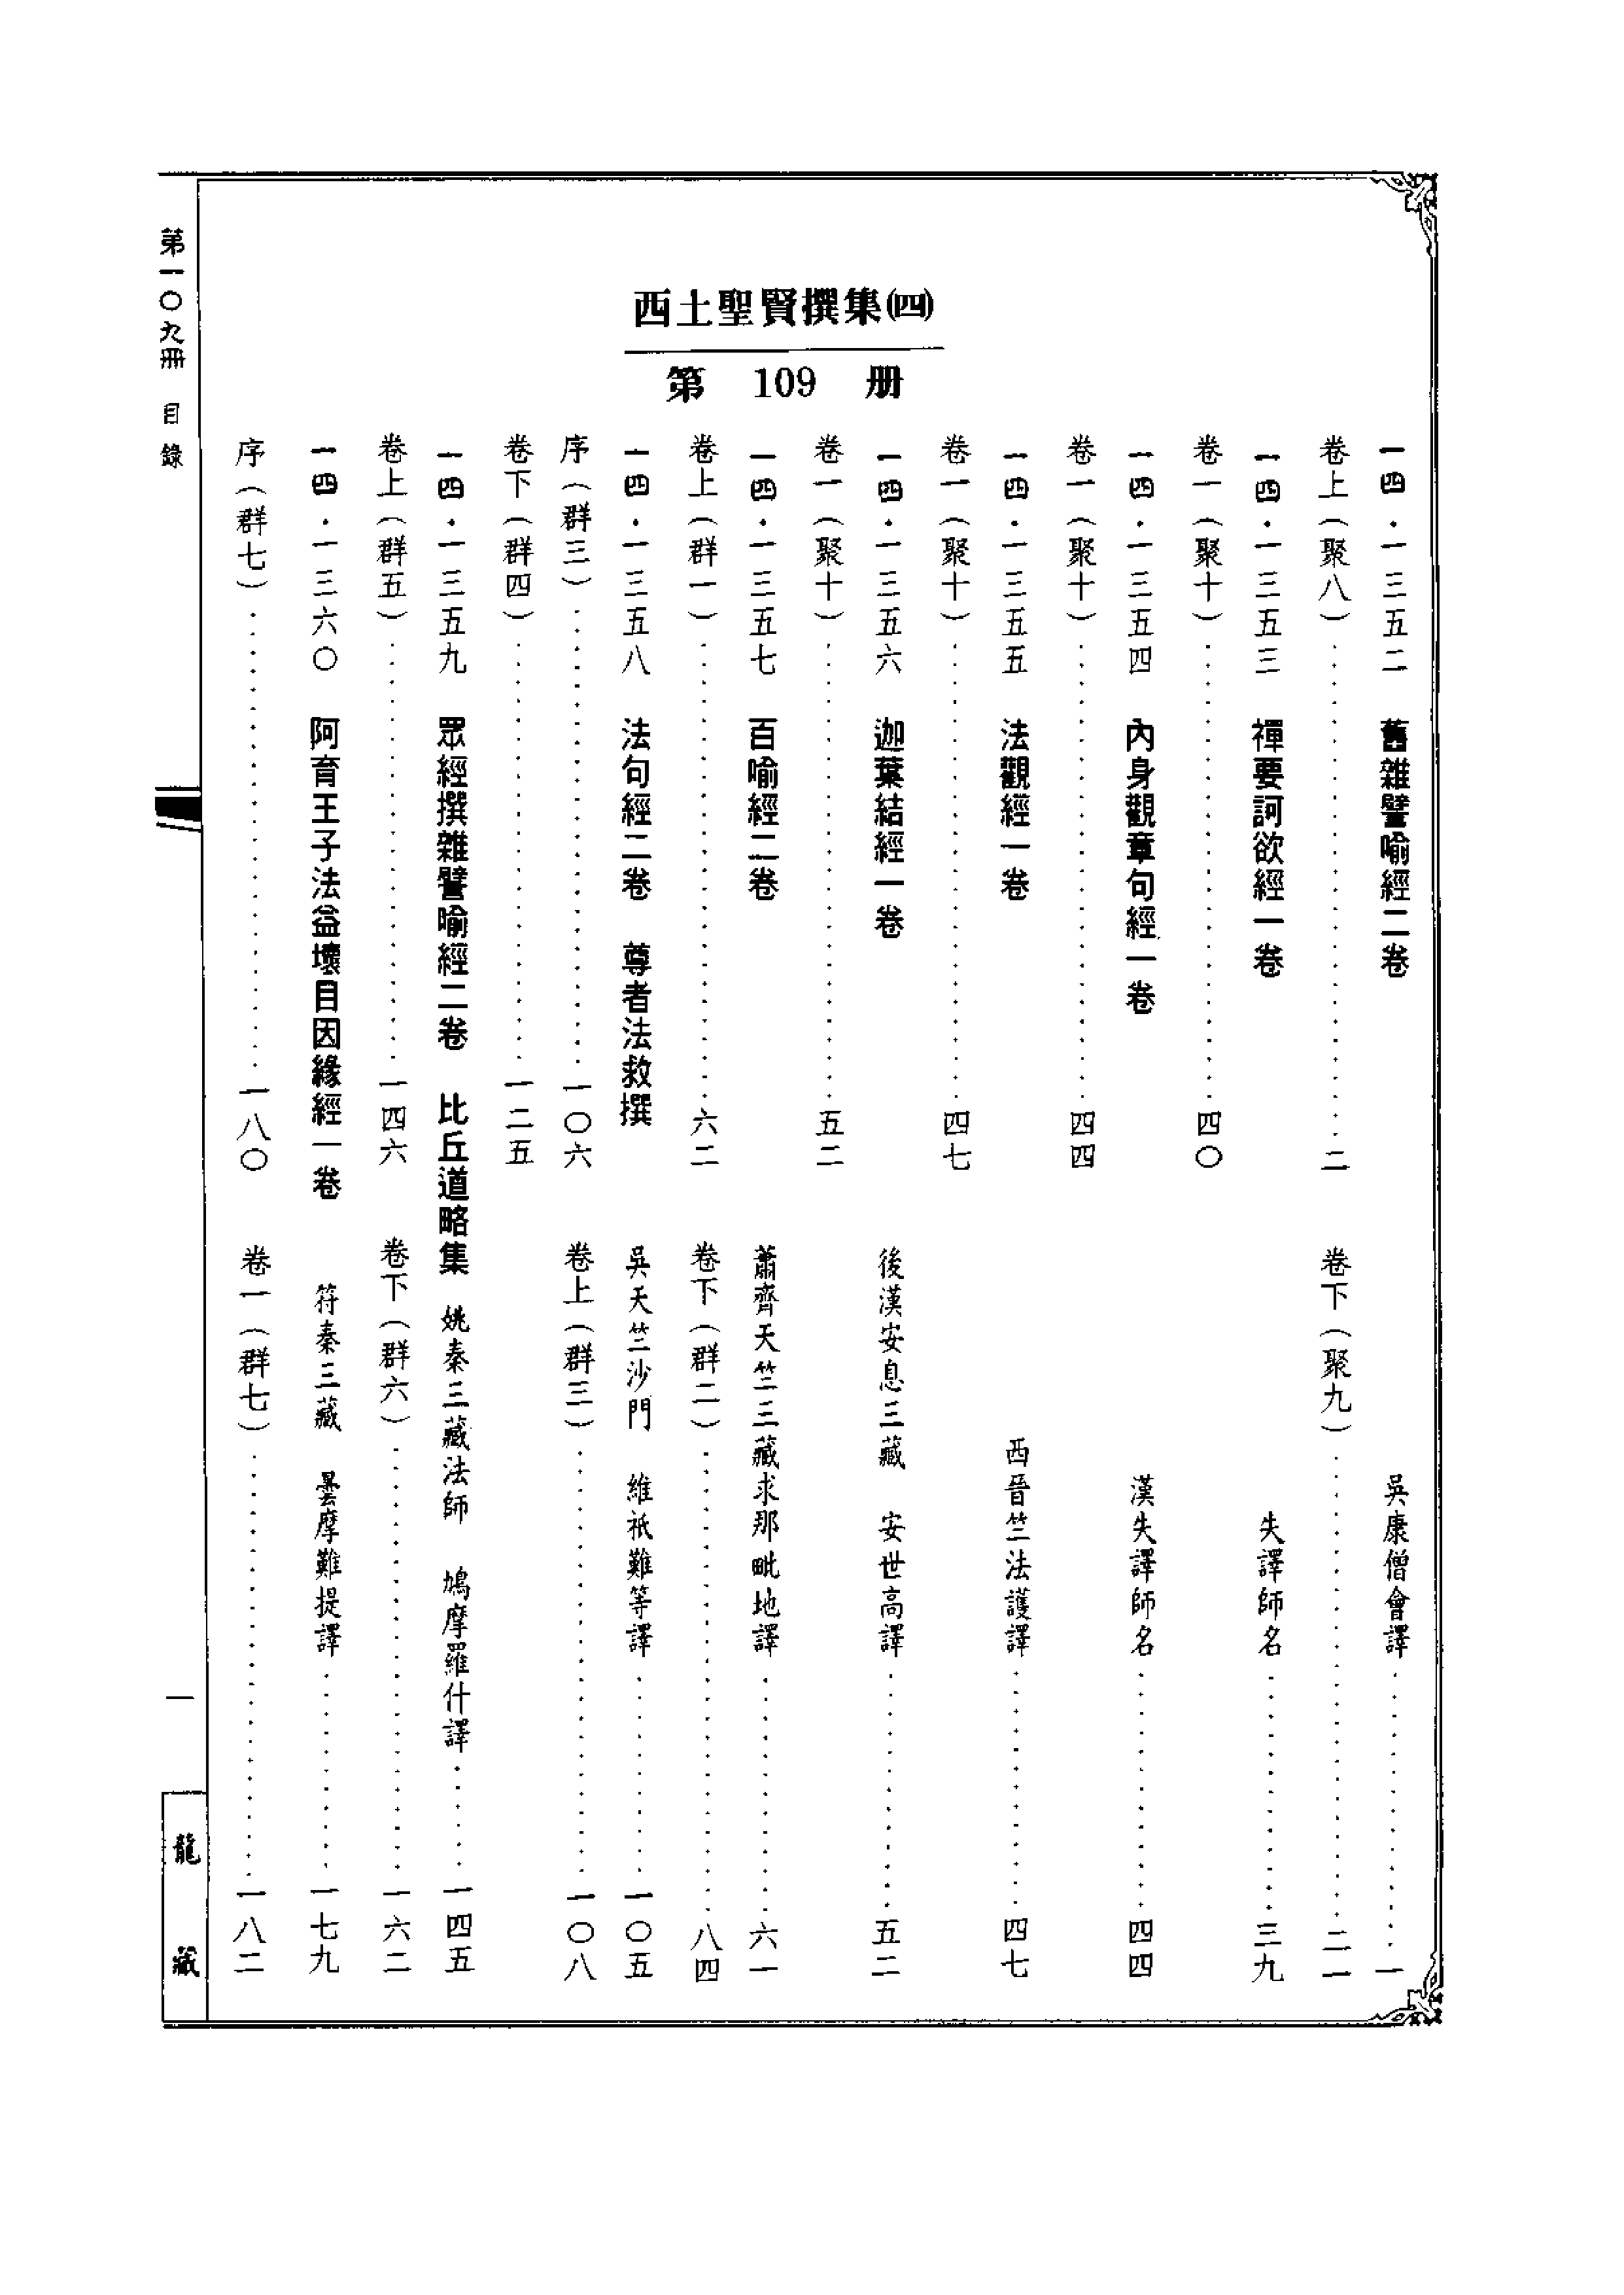 西土聖賢撰集(四)
第 109 册
一四·一三五二 舊雜譬喻經二卷 吳康僧會譯……一
卷上(聚八)……二 卷下(聚九)……二一
一四·一三五三 禪要訶欲經一卷 失譯師名……三九
卷一(聚十)……四〇
一四·一三五四 內身觀章句經一卷 漢失譯師名……四四
卷一(聚十)……四四
一四·一三五五 法觀經一卷 西晉竺法護譯……四七
卷一(聚十)……四七
一四·一三五六 迦葉結經一卷 後漢安息三藏 安世高譯……五二
卷一(聚十)……五二
一四·一三五七 百喻經二卷 蕭齊天竺三藏求那毗地譯……六一
卷上(群一)……六二 卷下(群二)……八四
一四·一三五八 法句經二卷 尊者法救撰 吳天竺沙門 維祇難等譯……一〇五
序(群三)……一〇六 卷上(群三)……一〇八
卷下(群四)……一二五
一四·一三五九 眾經撰雜譬喻經二卷 比丘道略集 姚秦三藏法師 鳩摩羅什譯……一四五
卷上(群五)……一四六 卷下(群六)……一六二
一四·一三六〇 阿育王子法益壞目因緣經一卷 符秦三藏 曇摩難提譯……一七九
序(群七)……一八〇 卷一(群七)……一八二
第一〇九冊 目錄
一
龍藏